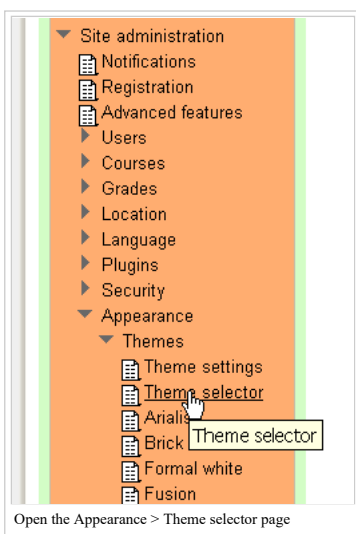 Site administration
Notifications
Registration
Advanced features
Users
Courses
Grades
Location
Language
Plugins
Security
Appearance
Themes
Theme settings
Theme selector
Theme selector
Brick
Formal white
Fusion
Open the Appearance > Theme selector page